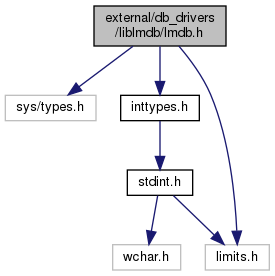 external/db_drivers
/liblmdb/lmdb.h
sys/types.h
inttypes.h
stdint.h
wchar.h
limits.h